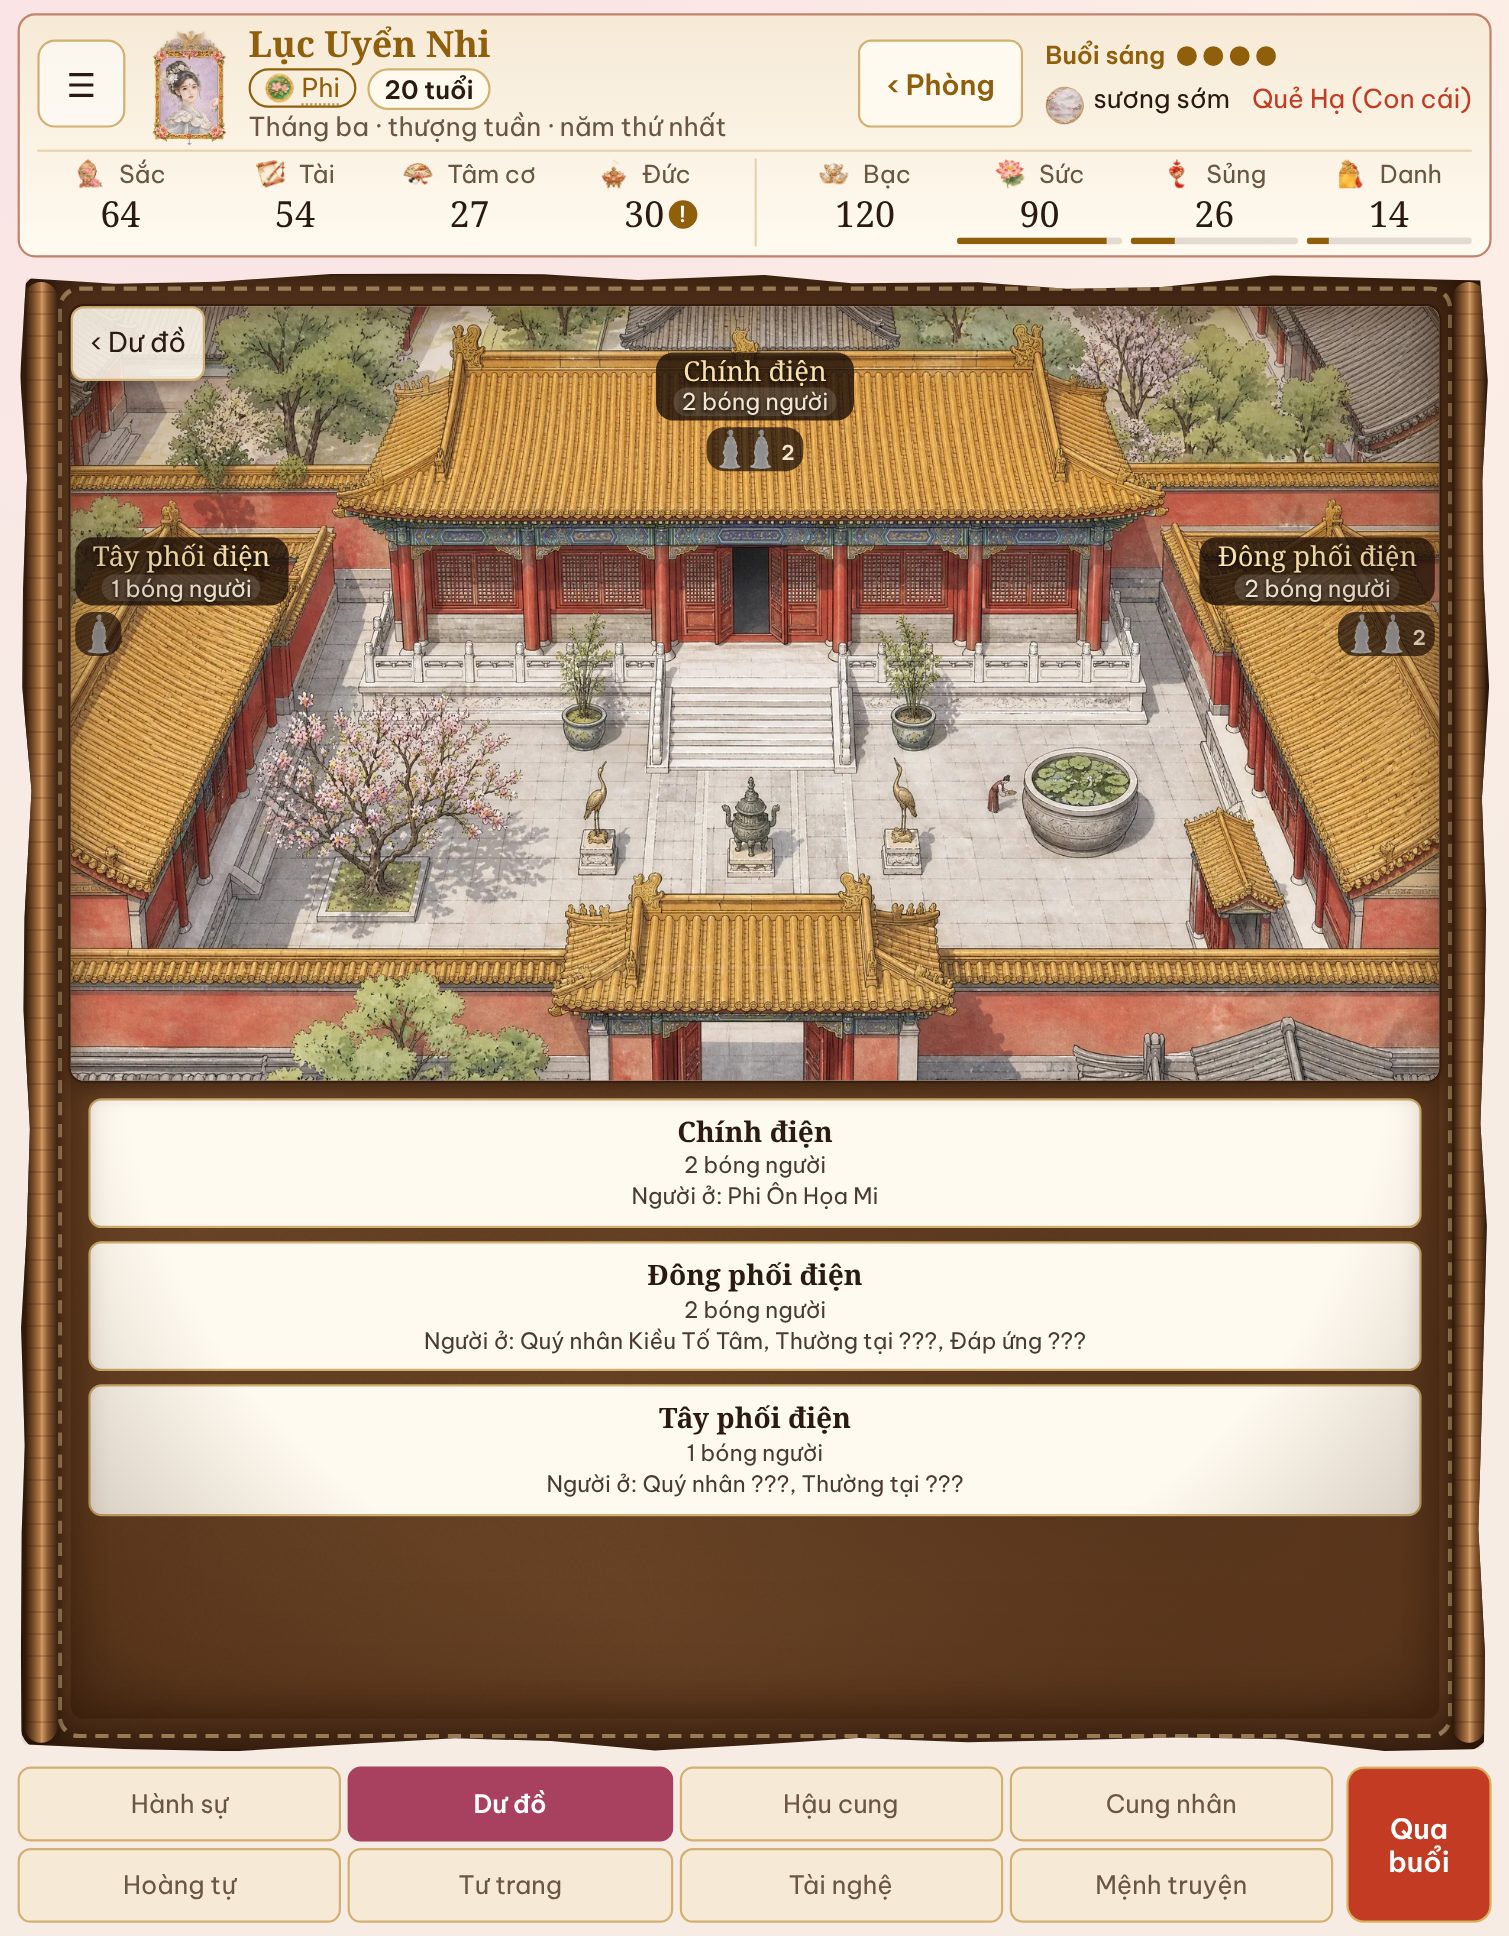 ☰
Lục Uyển Nhi
Phi
20 tuổi
Tháng ba · thượng tuần · năm thứ nhất
‹ Phòng
Buổi sáng
sương sớm
Quẻ Hạ (Con cái)
Sắc
64
Tài
54
Tâm cơ
27
Đức
30 !
Bạc
120
Sức
90
Sủng
26
Danh
14
‹ Dư đồ
Chính điện
2 bóng người
2
Tây phối điện
1 bóng người
Đông phối điện
2 bóng người
2
Chính điện
2 bóng người
Người ở: Phi Ôn Họa Mi
Đông phối điện
2 bóng người
Người ở: Quý nhân Kiều Tố Tâm, Thường tại ???, Đáp ứng ???
Tây phối điện
1 bóng người
Người ở: Quý nhân ???, Thường tại ???
Hành sự
Dư đồ
Hậu cung
Cung nhân
Hoàng tự
Tư trang
Tài nghệ
Mệnh truyện
Qua
buổi